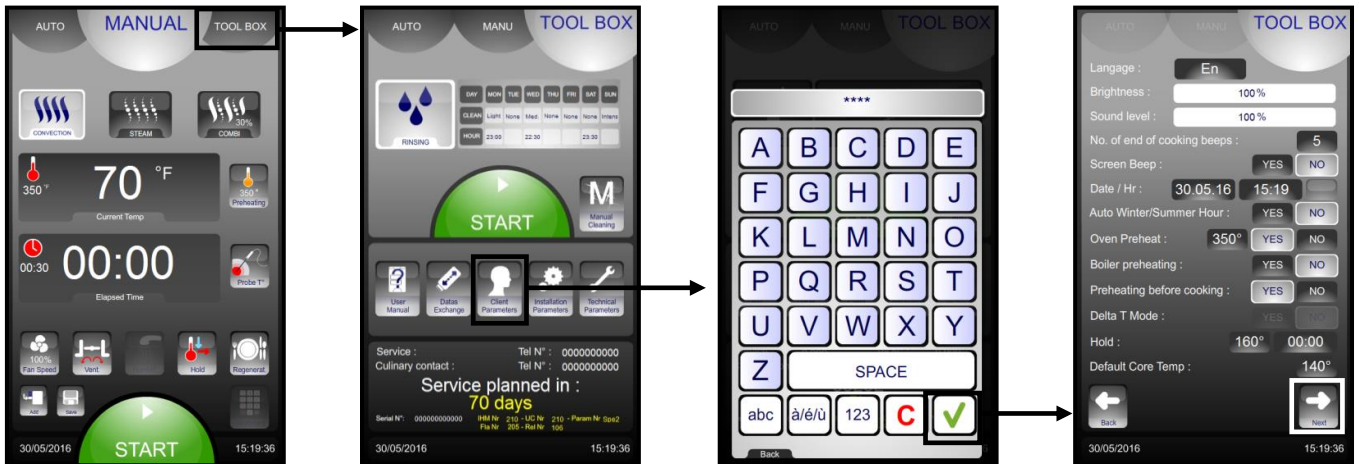 AUTO MANUAL TOOL BOX
CONVECTION STEAM 30% COMBI
350 °F 70 °F 360 ° Preheating
Current Temp
00:30 00:00 Probe T°
Elapsed Time
100% Fan Speed Vent. Hold Regenerat.
Add Save
START
30/05/2016 15:19:36
AUTO MANU TOOL BOX
RINSING
DAY MON TUE WED THU FRI SAT SUN
CLEAN Light None Med. None None None Intens
HOUR 23:00 22:30 23:30
START
M Manual Cleaning
User Manual Datas Exchange Client Parameters Installation Parameters Technical Parameters
Service : Tel N° : 0000000000
Culinary contact : Tel N° : 0000000000
Service planned in :
70 days
Serial N°: 000000000000 IHM Nr 210 - UC Nr 210 - Param Nr Spa2
Fia Nr 205 - Rel Nr 106
30/05/2016 15:19:36
AUTO MANU TOOL BOX
****
A B C D E
F G H I J
K L M N O
P Q R S T
U V W X Y
Z SPACE
abc à/é/ù 123 C
Back
AUTO MANU TOOL BOX
Langage : En
Brightness : 100%
Sound level : 100%
No. of end of cooking beeps : 5
Screen Beep : YES NO
Date / Hr : 30.05.16 15:19
Auto Winter/Summer Hour : YES NO
Oven Preheat : 350° YES NO
Boiler preheating : YES NO
Preheating before cooking : YES NO
Delta T Mode : YES NO
Hold : 160° 00:00
Default Core Temp : 140°
Back Next
30/05/2016 15:19:36